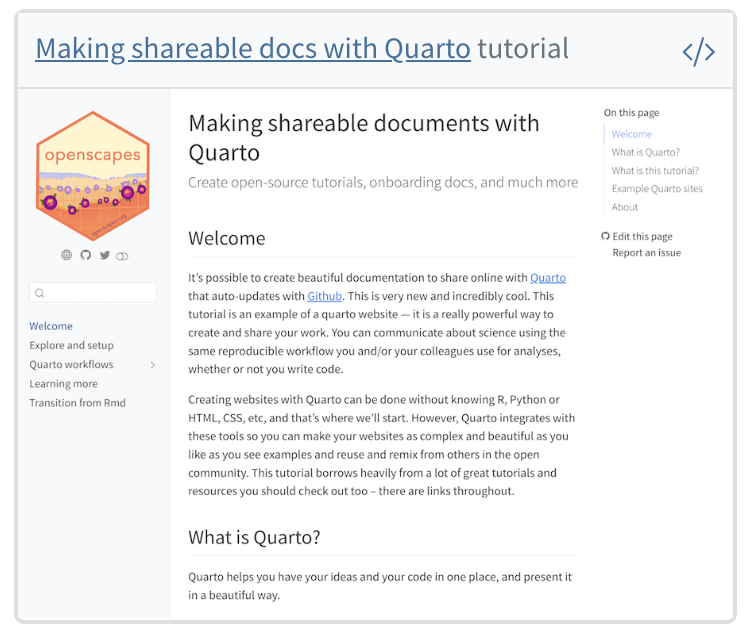 Making shareable docs with Quarto tutorial
</>
openscapes
openscapes.org
Welcome
Explore and setup
Quarto workflows
Learning more
Transition from Rmd
Making shareable documents with
Quarto
Create open-source tutorials, onboarding docs, and much more
Welcome
It's possible to create beautiful documentation to share online with Quarto
that auto-updates with Github. This is very new and incredibly cool. This
tutorial is an example of a quarto website — it is a really powerful way to
create and share your work. You can communicate about science using the
same reproducible workflow you and/or your colleagues use for analyses,
whether or not you write code.
Creating websites with Quarto can be done without knowing R, Python or
HTML, CSS, etc, and that's where we'll start. However, Quarto integrates with
these tools so you can make your websites as complex and beautiful as you
like as you see examples and reuse and remix from others in the open
community. This tutorial borrows heavily from a lot of great tutorials and
resources you should check out too – there are links throughout.
What is Quarto?
Quarto helps you have your ideas and your code in one place, and present it
in a beautiful way.
On this page
Welcome
What is Quarto?
What is this tutorial?
Example Quarto sites
About
Edit this page
Report an issue